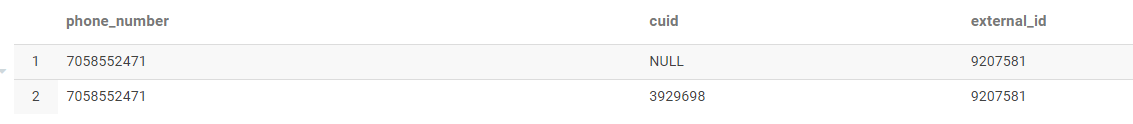 phone_number cuid external_id
1 7058552471 NULL 9207581
2 7058552471 3929698 9207581